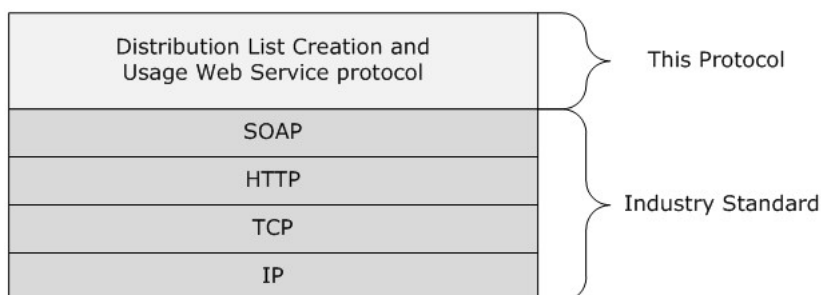 Distribution List Creation and
Usage Web Service protocol
This Protocol
SOAP
HTTP
TCP
IP
Industry Standard